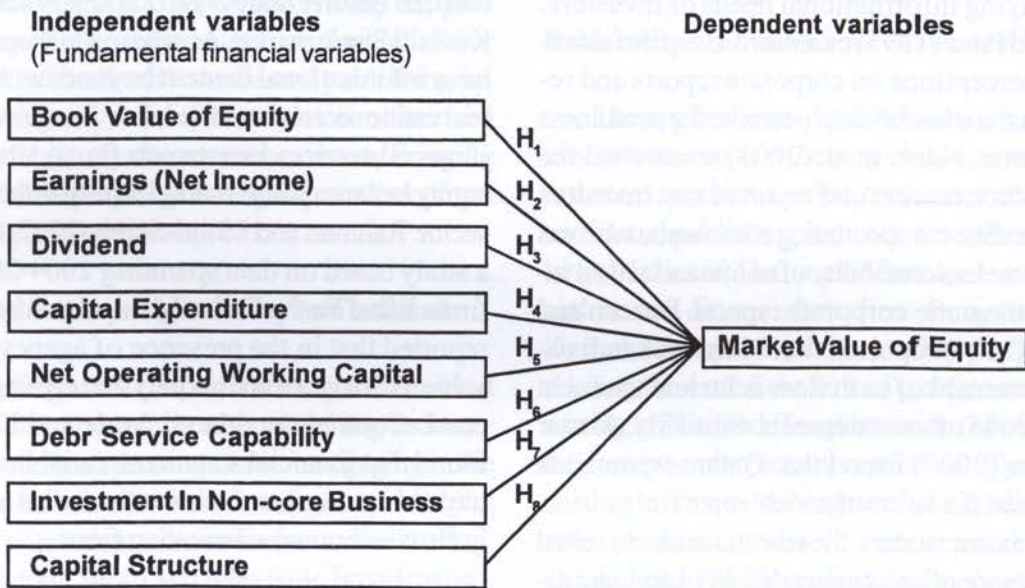 Independent variables
(Fundamental financial variables)
Dependent variables
Book Value of Equity
Earnings (Net Income)
Dividend
Capital Expenditure
Net Operating Working Capital
Debr Service Capability
Investment In Non-core Business
Capital Structure
H1
H2
H3
H4
H5
H6
H7
H8
Market Value of Equity